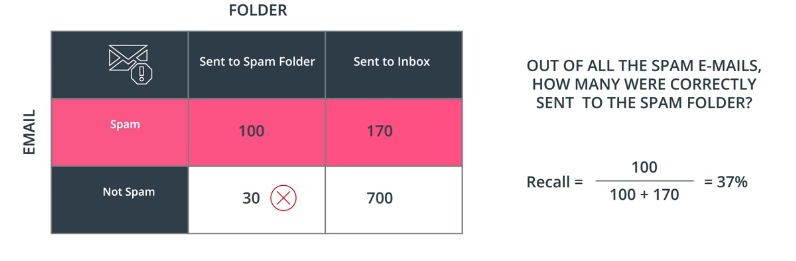 FOLDER
EMAIL
Sent to Spam Folder
Sent to Inbox
Spam
100
170
Not Spam
30
700
OUT OF ALL THE SPAM E-MAILS,
HOW MANY WERE CORRECTLY
SENT TO THE SPAM FOLDER?
Recall = 100 / 100 + 170 = 37%